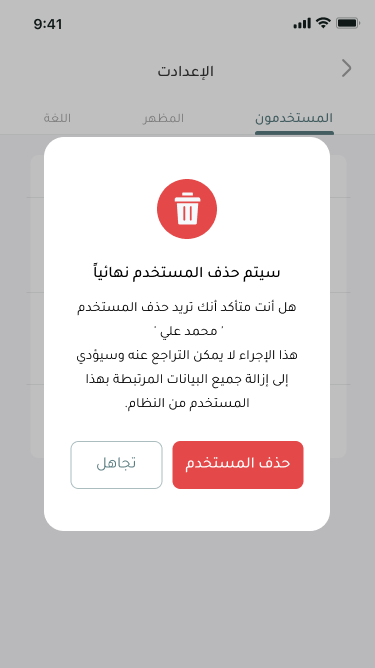 9:41
الإعدادت
المستخدمون
المظهر
اللغة
سيتم حذف المستخدم نهائياً
هل أنت متأكد أنك تريد حذف المستخدم
' محمد علي '
هذا الإجراء لا يمكن التراجع عنه وسيؤدي
إلى إزالة جميع البيانات المرتبطة بهذا
المستخدم من النظام.
حذف المستخدم
تجاهل